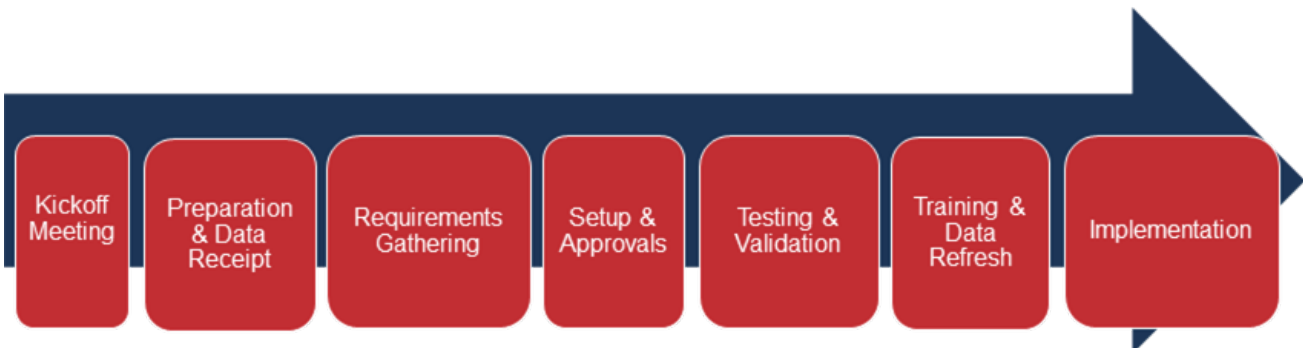 Kickoff
Meeting
Preparation
& Data
Receipt
Requirements
Gathering
Setup &
Approvals
Testing &
Validation
Training &
Data
Refresh
Implementation